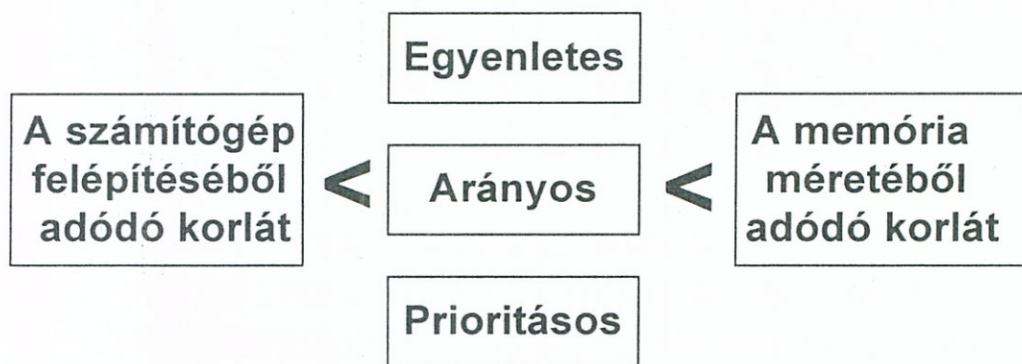 Egyenletes
A számítógép
felépítéséből
adódó korlát
<
Arányos
<
A memória
méretéből
adódó korlát
Prioritásos